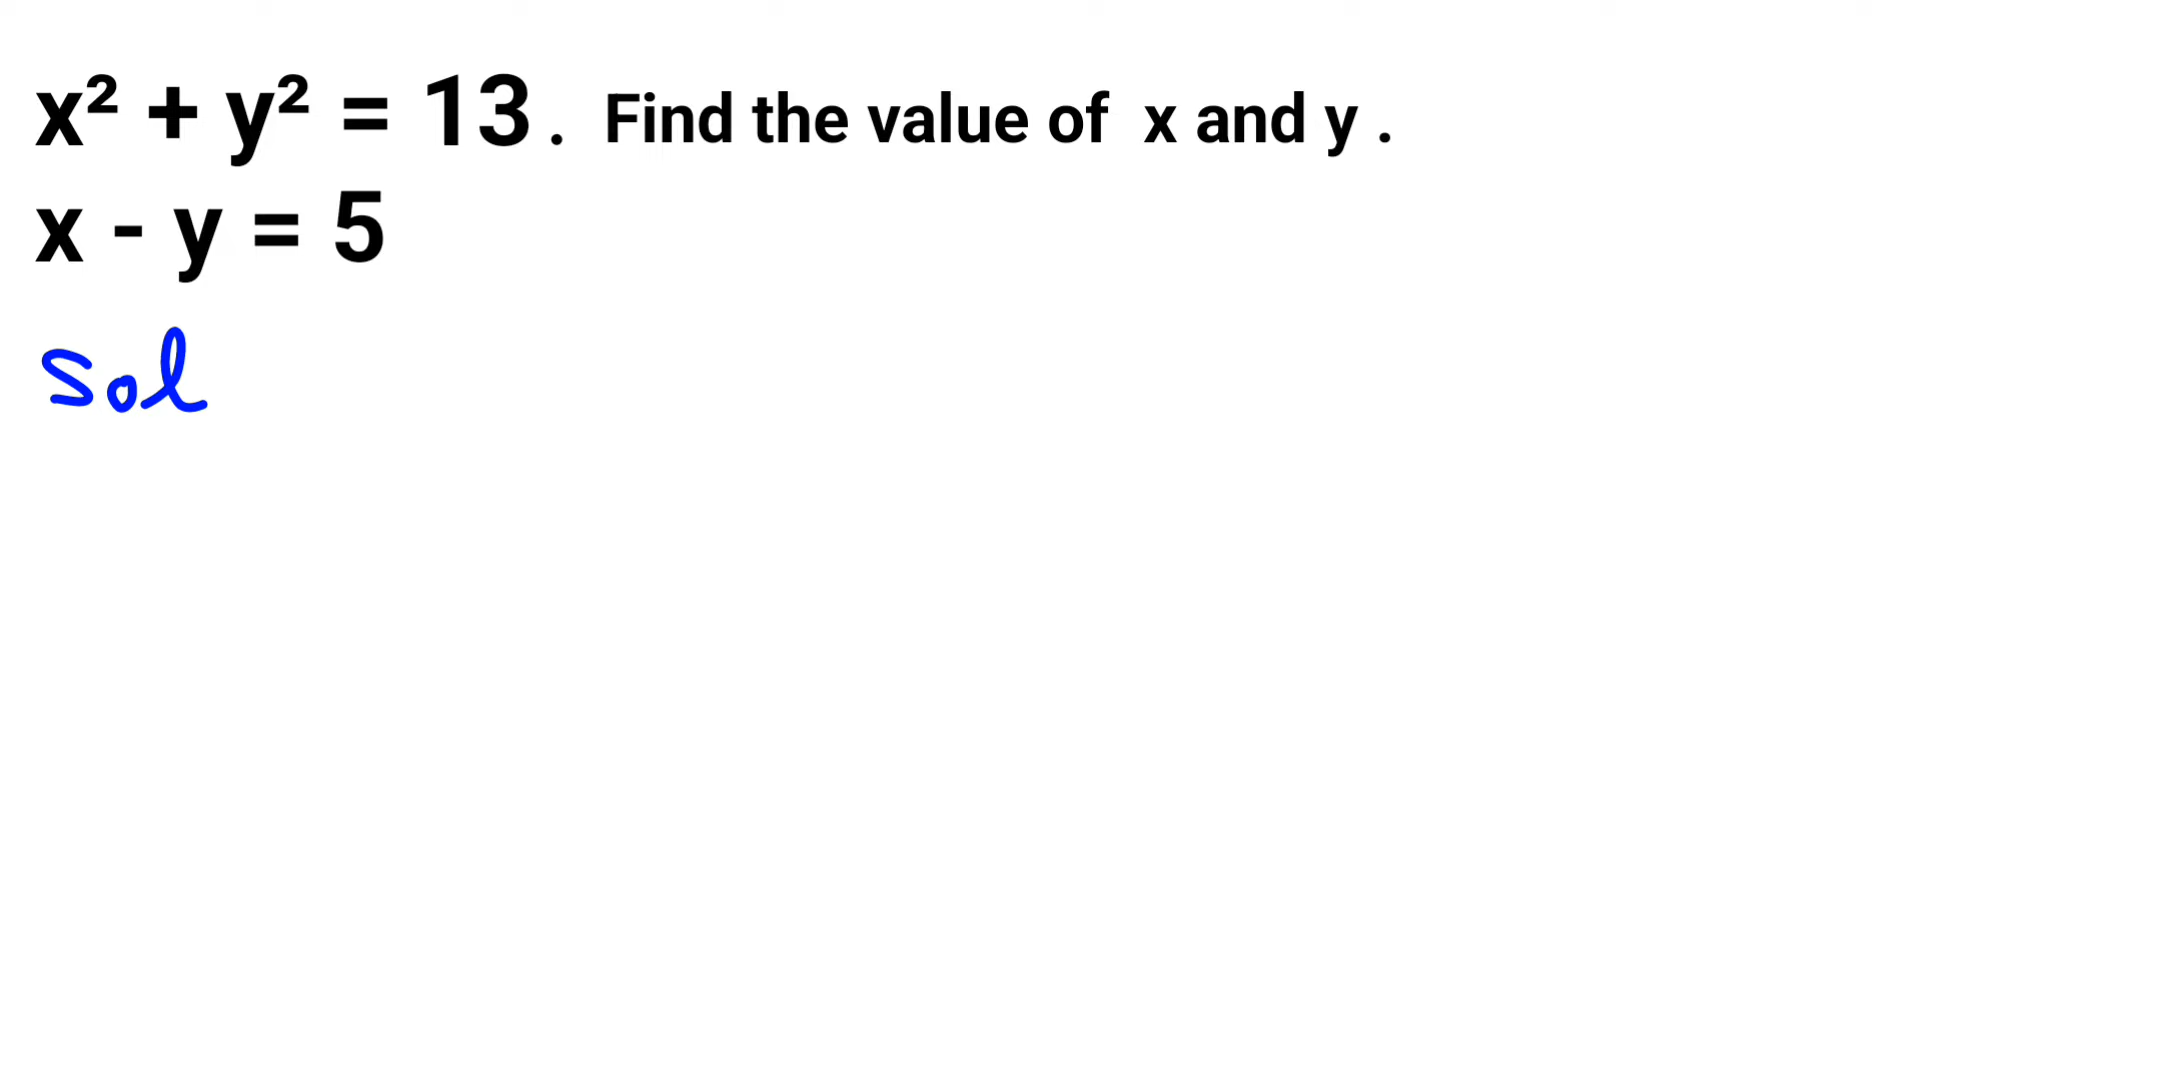 x² + y² = 13. Find the value of x and y.
x - y = 5
Sol